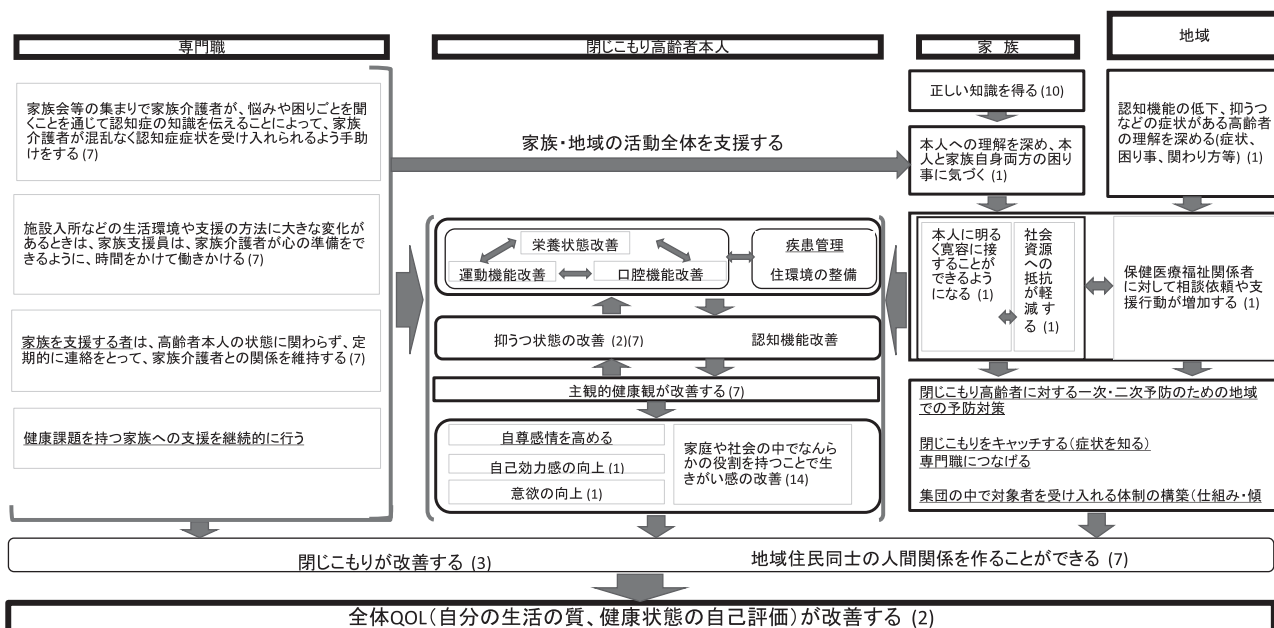 専門職
家族会等の集まりで家族介護者が、悩みや困りごとを聞
くことを通じて認知症の知識を伝えることによって、家族
介護者が混乱なく認知症症状を受け入れられるよう手助
けをする (7)
施設入所などの生活環境や支援の方法に大きな変化が
あるときは、家族支援員は、家族介護者が心の準備をで
きるように、時間をかけて働きかける (7)
家族を支援する者は、高齢者本人の状態に関わらず、定
期的に連絡をとって、家族介護者との関係を維持する (7)
健康課題を持つ家族への支援を継続的に行う
閉じこもり高齢者本人
家族・地域の活動全体を支援する
栄養状態改善
運動機能改善
口腔機能改善
疾患管理
住環境の整備
抑うつ状態の改善 (2)(7)
認知機能改善
主観的健康観が改善する (7)
自尊感情を高める
自己効力感の向上 (1)
意欲の向上 (1)
家庭や社会の中でなんら
かの役割を持つことで生
きがい感の改善 (14)
家 族
正しい知識を得る (10)
本人への理解を深め、本
人と家族自身両方の困り
事に気づく (1)
本人に明る
く寛容に接
することが
できるよう
になる (1)
社会
資源
への
抵抗
が軽
減す
る
(1)
地域
認知機能の低下、抑うつ
などの症状がある高齢者
の理解を深める(症状、
困り事、関わり方等) (1)
保健医療福祉関係者
に対して相談依頼や支
援行動が増加する (1)
閉じこもり高齢者に対する一次・二次予防のための地域
での予防対策
閉じこもりをキャッチする(症状を知る)
専門職につなげる
集団の中で対象者を受け入れる体制の構築(仕組み・傾
閉じこもりが改善する (3)
地域住民同士の人間関係を作ることができる (7)
全体QOL(自分の生活の質、健康状態の自己評価)が改善する (2)